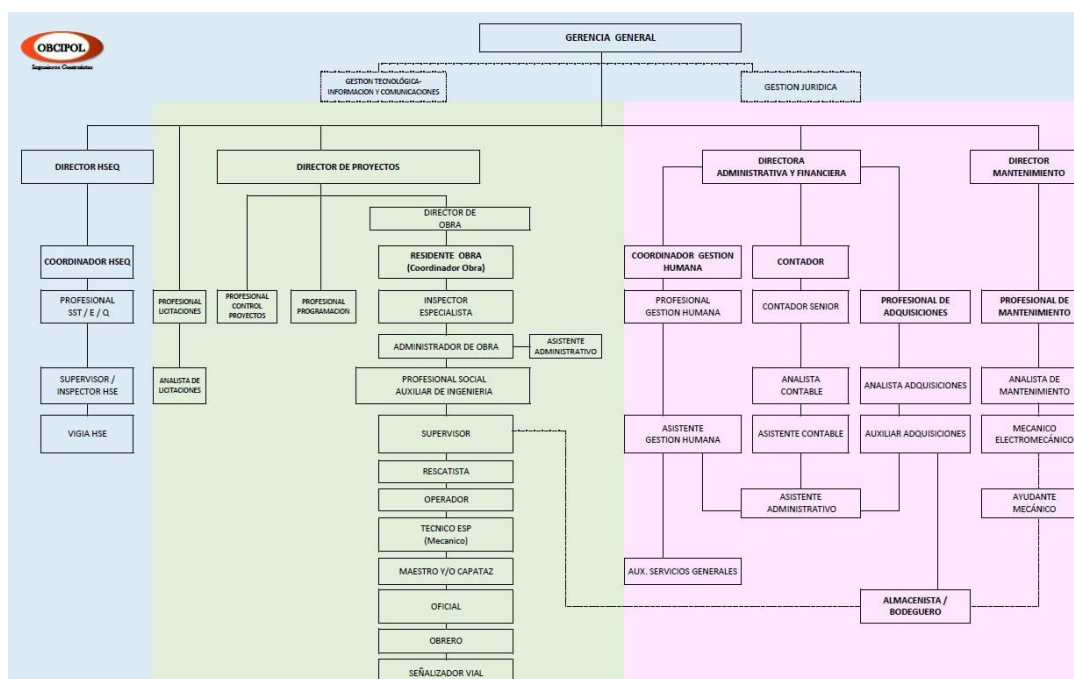 OBCIPOL
Ingenieros Contratistas
GERENCIA GENERAL
GESTION TECNOLÓGICA-
INFORMACION Y COMUNICACIONES
GESTION JURIDICA
DIRECTOR HSEQ
DIRECTOR DE PROYECTOS
DIRECTORA
ADMINISTRATIVA Y FINANCIERA
DIRECTOR
MANTENIMIENTO
DIRECTOR DE
OBRA
COORDINADOR HSEQ
RESIDENTE OBRA
(Coordinador Obra)
COORDINADOR GESTION
HUMANA
CONTADOR
PROFESIONAL
SST / E / Q
PROFESIONAL
LICITACIONES
PROFESIONAL
CONTROL
PROYECTOS
PROFESIONAL
PROGRAMACION
INSPECTOR
ESPECIALISTA
PROFESIONAL
GESTION HUMANA
CONTADOR SENIOR
PROFESIONAL DE
ADQUISICIONES
PROFESIONAL DE
MANTENIMIENTO
ADMINISTRADOR DE OBRA
ASISTENTE
ADMINISTRATIVO
SUPERVISOR /
INSPECTOR HSE
ANALISTA DE
LICITACIONES
PROFESIONAL SOCIAL
AUXILIAR DE INGENIERIA
ANALISTA
CONTABLE
ANALISTA ADQUISICIONES
ANALISTA DE
MANTENIMIENTO
VIGIA HSE
SUPERVISOR
ASISTENTE
GESTION HUMANA
ASISTENTE CONTABLE
AUXILIAR ADQUISICIONES
MECANICO
ELECTROMECÁNICO
RESCATISTA
OPERADOR
ASISTENTE
ADMINISTRATIVO
AYUDANTE
MECÁNICO
TECNICO ESP
(Mecanico)
MAESTRO Y/O CAPATAZ
AUX. SERVICIOS GENERALES
OFICIAL
ALMACENISTA /
BODEGUERO
OBRERO
SEÑALIZADOR VIAL